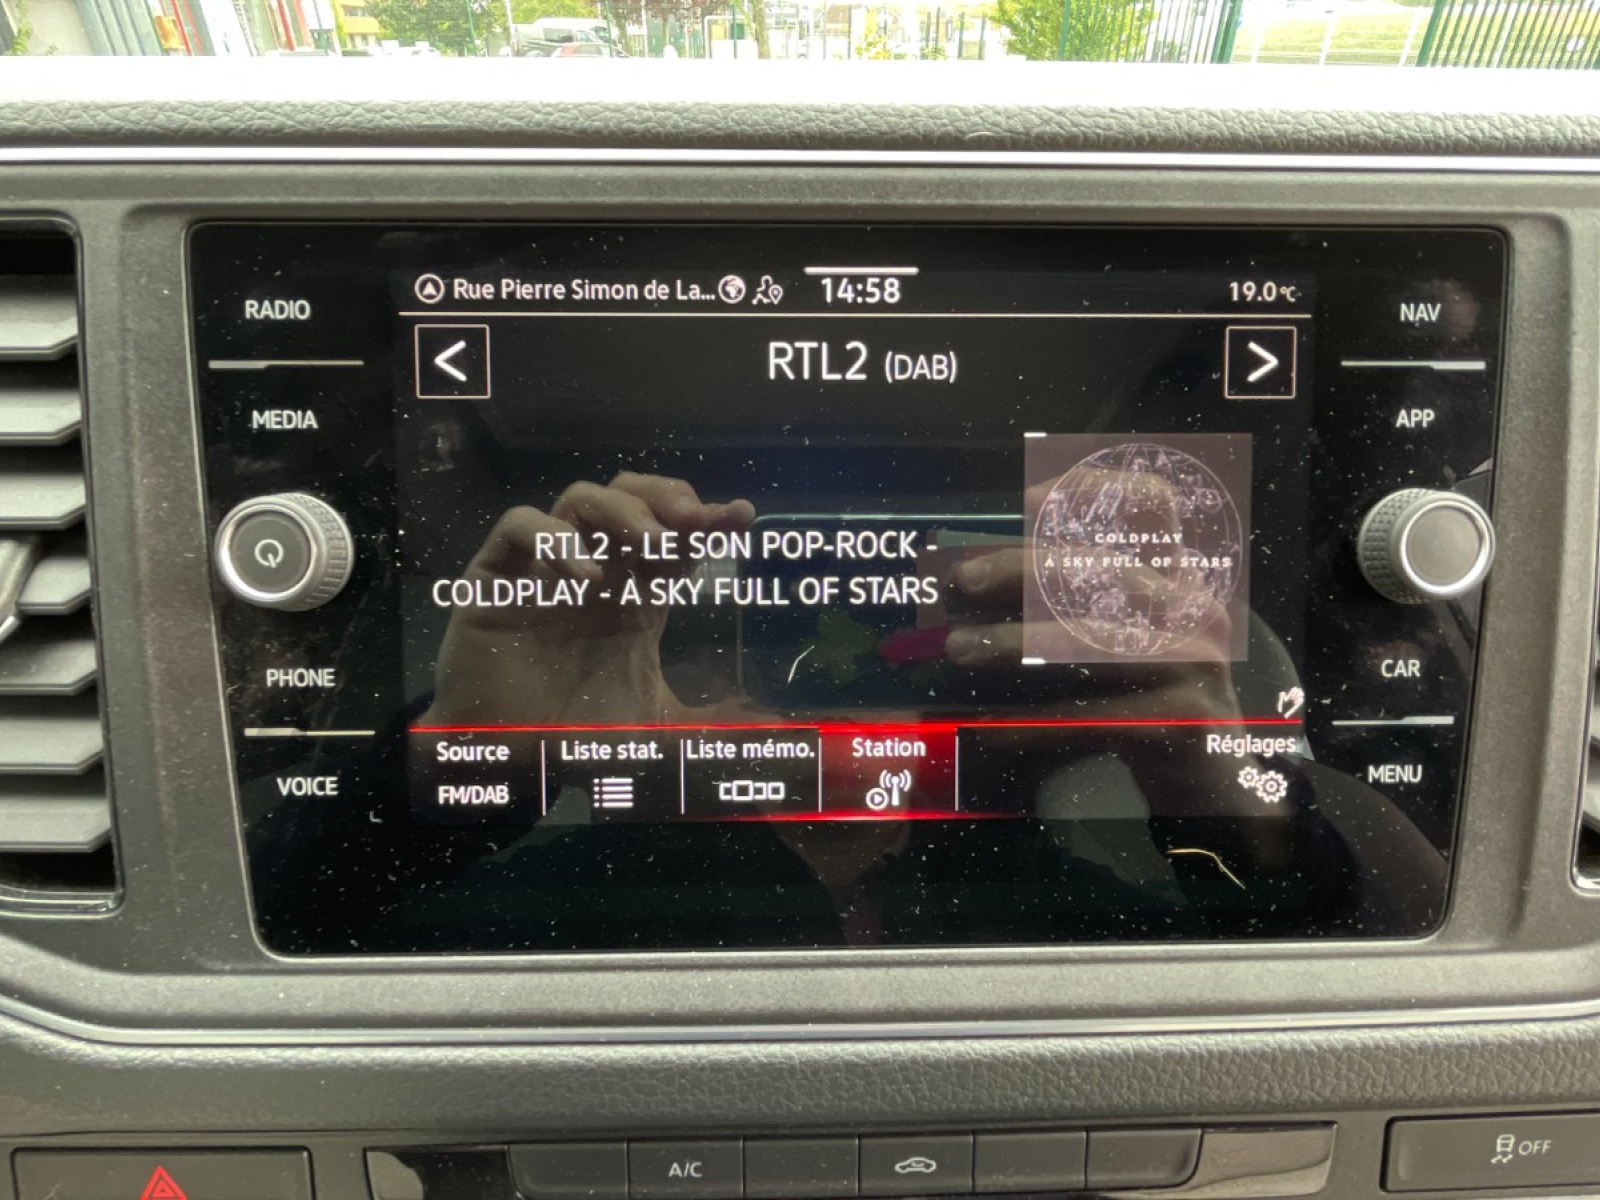 Rue Pierre Simon de La... 14:58 19.0°C
RADIO
NAV
< RTL2 (DAB) >
MEDIA
APP
COLDPLAY
A SKY FULL OF STARS
RTL2 - LE SON POP-ROCK -
COLDPLAY - A SKY FULL OF STARS
PHONE
CAR
Source Liste stat. Liste mémo. Station Réglages
FM/DAB
VOICE
MENU
A/C
OFF